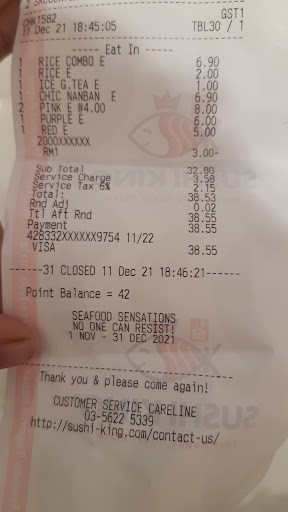 CHK1582 GST1
11 Dec 21 18:45:05 TBL30 / 1
----- Eat In -----
1 RICE COMBO E 6.90
1 RICE E 2.00
1 ICE G.TEA E 1.00
1 CHIC NANBAN E 6.90
2 PINK E @4.00 8.00
1 PURPLE E 6.00
1 RED E 5.00
2000XXXXXX
RM1 3.00-
Sub Total 32.80
Service Charge 3.58
Service Tax 6% 2.15
Total: 38.53
Rnd Adj 0.02
Ttl Aft Rnd 38.55
Payment 38.55
428332XXXXXX9754 11/22
VISA 38.55
------31 CLOSED 11 Dec 21 18:46:21------
Point Balance = 42
SEAFOOD SENSATIONS
NO ONE CAN RESIST!
1 NOV - 31 DEC 2021
Thank you & please come again!
CUSTOMER SERVICE CARELINE
03-5622 5339
http://sushi-king.com/contact-us/